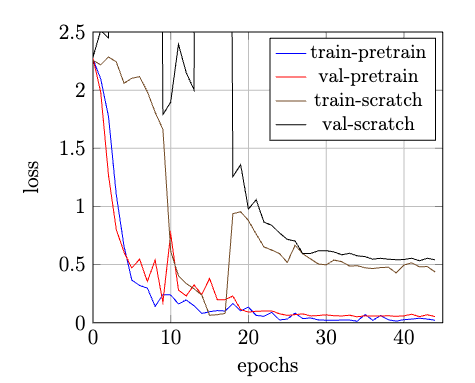 2.5
2
1.5
1
0.5
0
0 10 20 30 40
loss
epochs
train-pretrain
val-pretrain
train-scratch
val-scratch